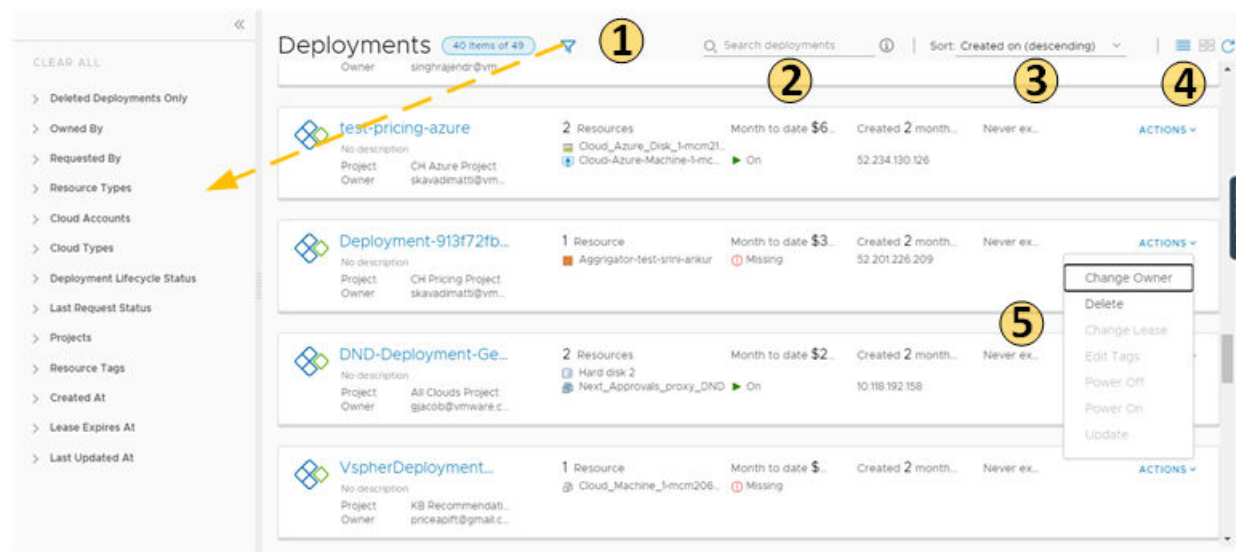 «
CLEAR ALL
> Deleted Deployments Only
> Owned By
> Requested By
> Resource Types
> Cloud Accounts
> Cloud Types
> Deployment Lifecycle Status
> Last Request Status
> Projects
> Resource Tags
> Created At
> Lease Expires At
> Last Updated At
Deployments 40 Items of 49 1 Search deployments Sort: Created on (descending)
2 3 4
Owner singhrajendr@vm...
test-pricing-azure 2 Resources Month to date $6... Created 2 month... Never ex... ACTIONS
No description Cloud_Azure_Disk_1-mcm21...
Project CH Azure Project Cloud-Azure-Machine-1-mc... On 52.234.130.126
Owner skavadimatti@vm...
Deployment-913f72fb... 1 Resource Month to date $3... Created 2 month... Never ex... ACTIONS
No description Aggrigator-test-srini-ankur Missing 52.201.226.209
Project CH Pricing Project
Owner skavadimatti@vm...
Change Owner
Delete
Change Lease
Edit Tags
Power Off
Power On
Update
5
DND-Deployment-Ge... 2 Resources Month to date $2... Created 2 month... Never ex...
No description Hard disk 2
Project All Clouds Project Next_Approvals_proxy_DND On 10.118.192.158
Owner gjacob@vmware.c...
VspherDeployment... 1 Resource Month to date $... Created 2 month... Never ex... ACTIONS
No description Cloud_Machine_1-mcm206... Missing
Project KB Recommendati...
Owner priceapift@gmail.c...